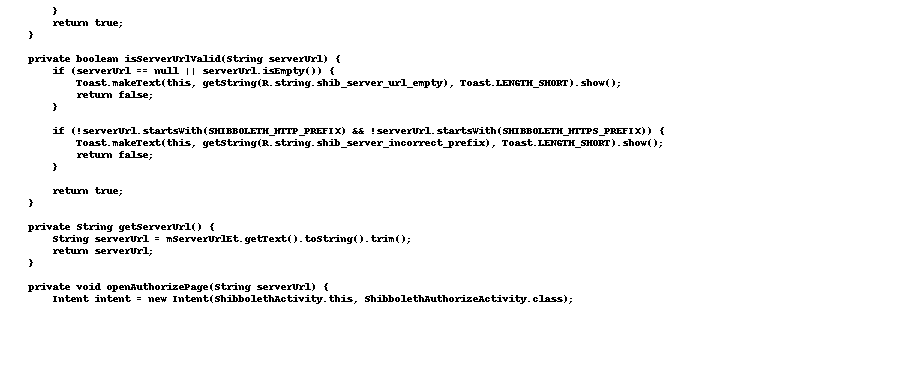 }
        return true;
    }

    private boolean isServerUrlValid(String serverUrl) {
        if (serverUrl == null || serverUrl.isEmpty()) {
            Toast.makeText(this, getString(R.string.shib_server_url_empty), Toast.LENGTH_SHORT).show();
            return false;
        }

        if (!serverUrl.startsWith(SHIBBOLETH_HTTP_PREFIX) && !serverUrl.startsWith(SHIBBOLETH_HTTPS_PREFIX)) {
            Toast.makeText(this, getString(R.string.shib_server_incorrect_prefix), Toast.LENGTH_SHORT).show();
            return false;
        }

        return true;
    }

    private String getServerUrl() {
        String serverUrl = mServerUrlEt.getText().toString().trim();
        return serverUrl;
    }

    private void openAuthorizePage(String serverUrl) {
        Intent intent = new Intent(ShibbolethActivity.this, ShibbolethAuthorizeActivity.class);